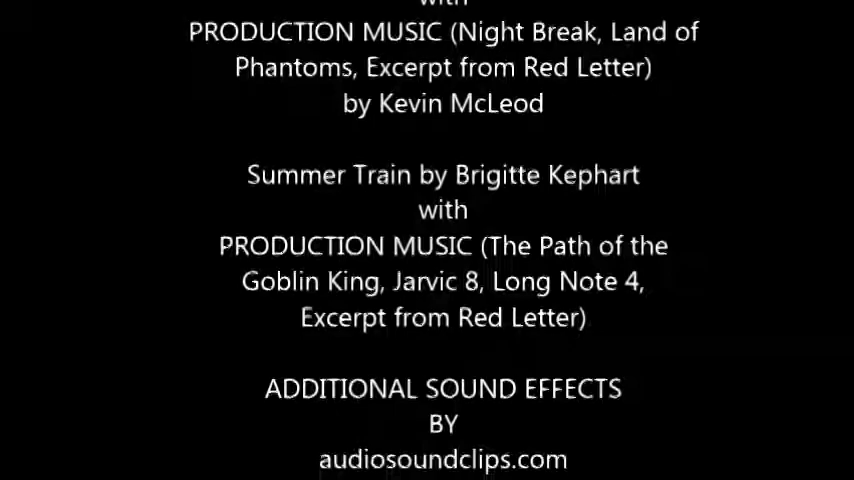 with
PRODUCTION MUSIC (Night Break, Land of
Phantoms, Excerpt from Red Letter)
by Kevin McLeod
Summer Train by Brigitte Kephart
with
PRODUCTION MUSIC (The Path of the
Goblin King, Jarvic 8, Long Note 4,
Excerpt from Red Letter)
ADDITIONAL SOUND EFFECTS
BY
audiosoundclips.com